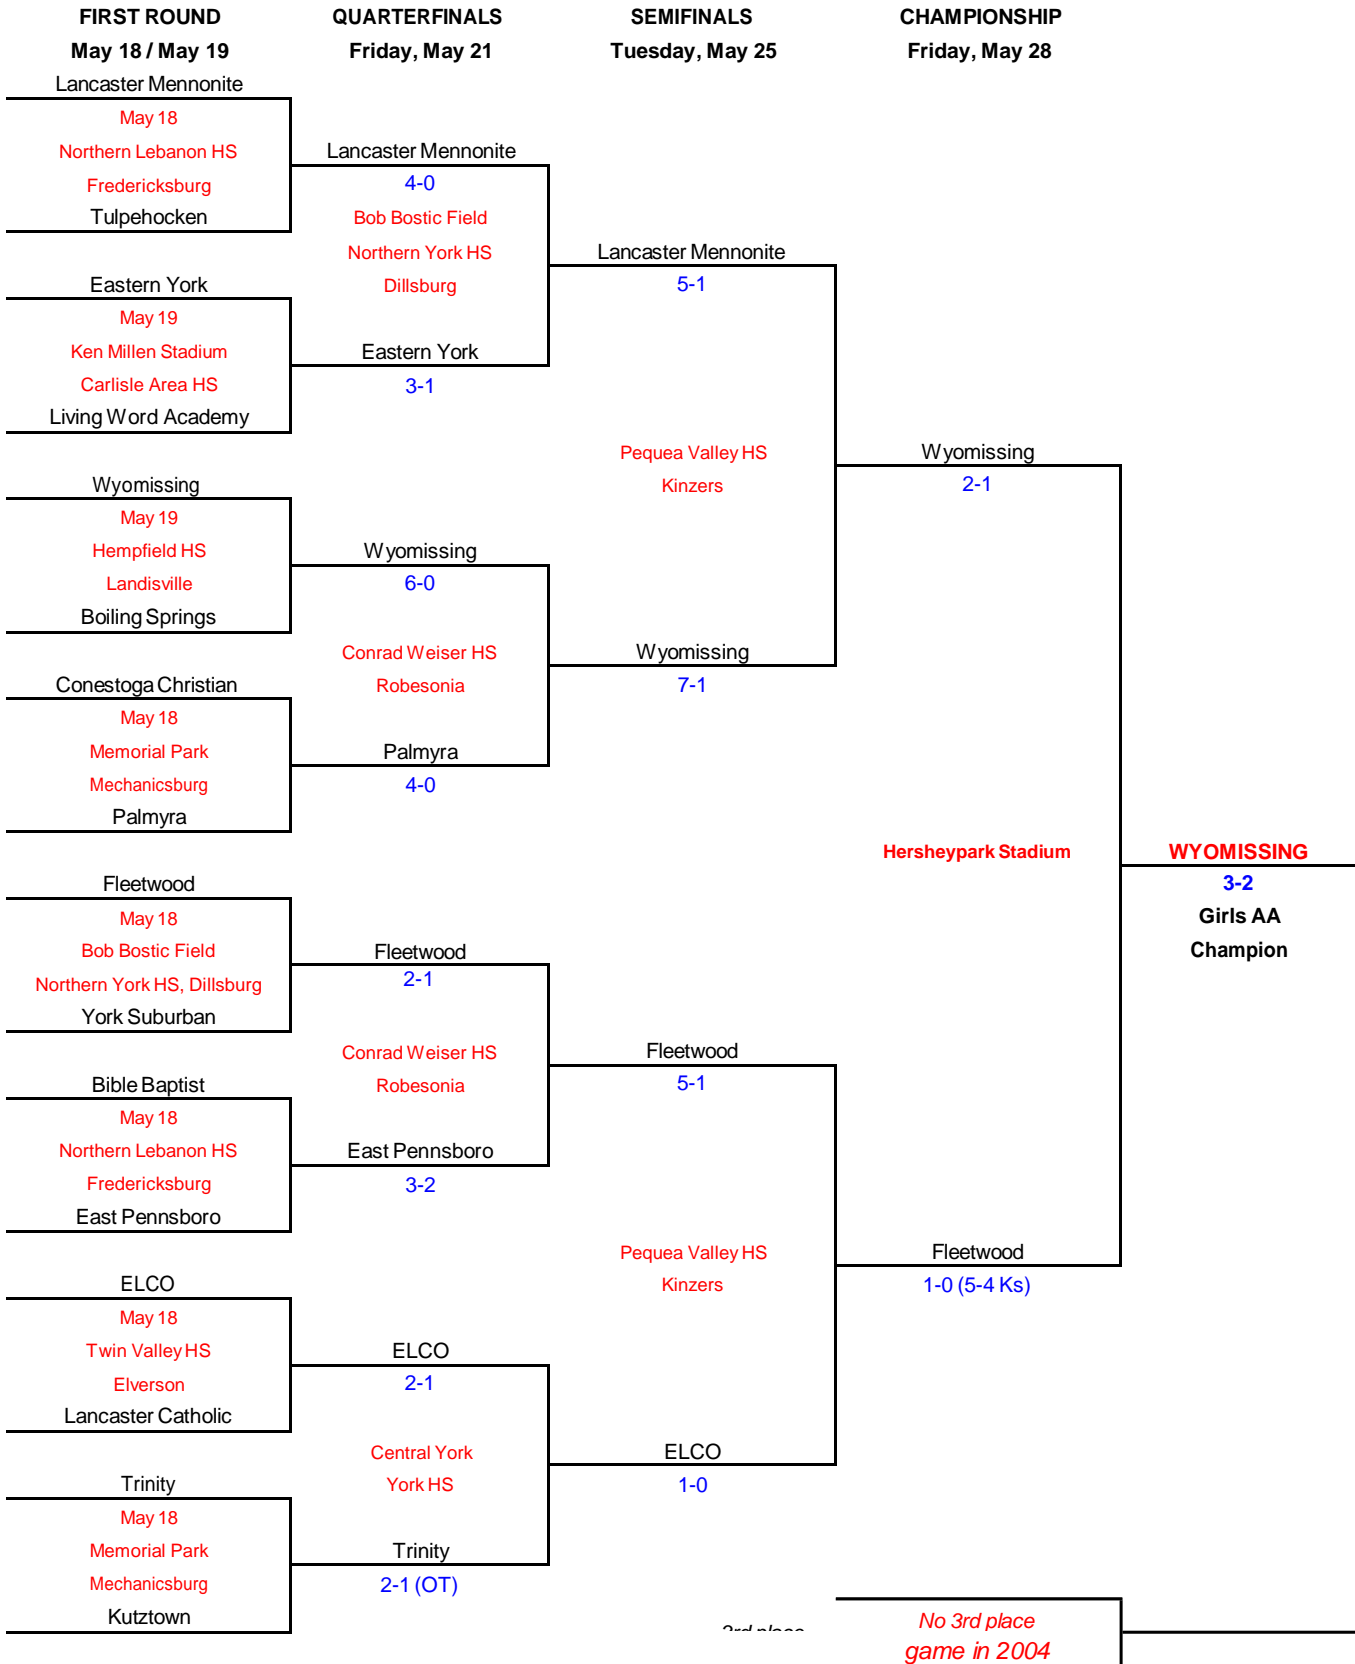 FIRST ROUND
May 18 / May 19
QUARTERFINALS
Friday, May 21
SEMIFINALS
Tuesday, May 25
CHAMPIONSHIP
Friday, May 28
Lancaster Mennonite
May 18
Northern Lebanon HS
Fredericksburg
Tulpehocken
Eastern York
May 19
Ken Millen Stadium
Carlisle Area HS
Living Word Academy
Wyomissing
May 19
Hempfield HS
Landisville
Boiling Springs
Conestoga Christian
May 18
Memorial Park
Mechanicsburg
Palmyra
Fleetwood
May 18
Bob Bostic Field
Northern York HS, Dillsburg
York Suburban
Bible Baptist
May 18
Northern Lebanon HS
Fredericksburg
East Pennsboro
ELCO
May 18
Twin Valley HS
Elverson
Lancaster Catholic
Trinity
May 18
Memorial Park
Mechanicsburg
Kutztown
Lancaster Mennonite
4-0
Bob Bostic Field
Northern York HS
Dillsburg
Eastern York
3-1
Wyomissing
6-0
Conrad Weiser HS
Robesonia
Palmyra
4-0
Fleetwood
2-1
Conrad Weiser HS
Robesonia
East Pennsboro
3-2
ELCO
2-1
Central York
York HS
Trinity
2-1 (OT)
Lancaster Mennonite
5-1
Pequea Valley HS
Kinzers
Wyomissing
7-1
Fleetwood
5-1
Pequea Valley HS
Kinzers
ELCO
1-0
Wyomissing
2-1
Hersheypark Stadium
Fleetwood
1-0 (5-4 Ks)
WYOMISSING
3-2
Girls AA
Champion
3rd place
No 3rd place
game in 2004